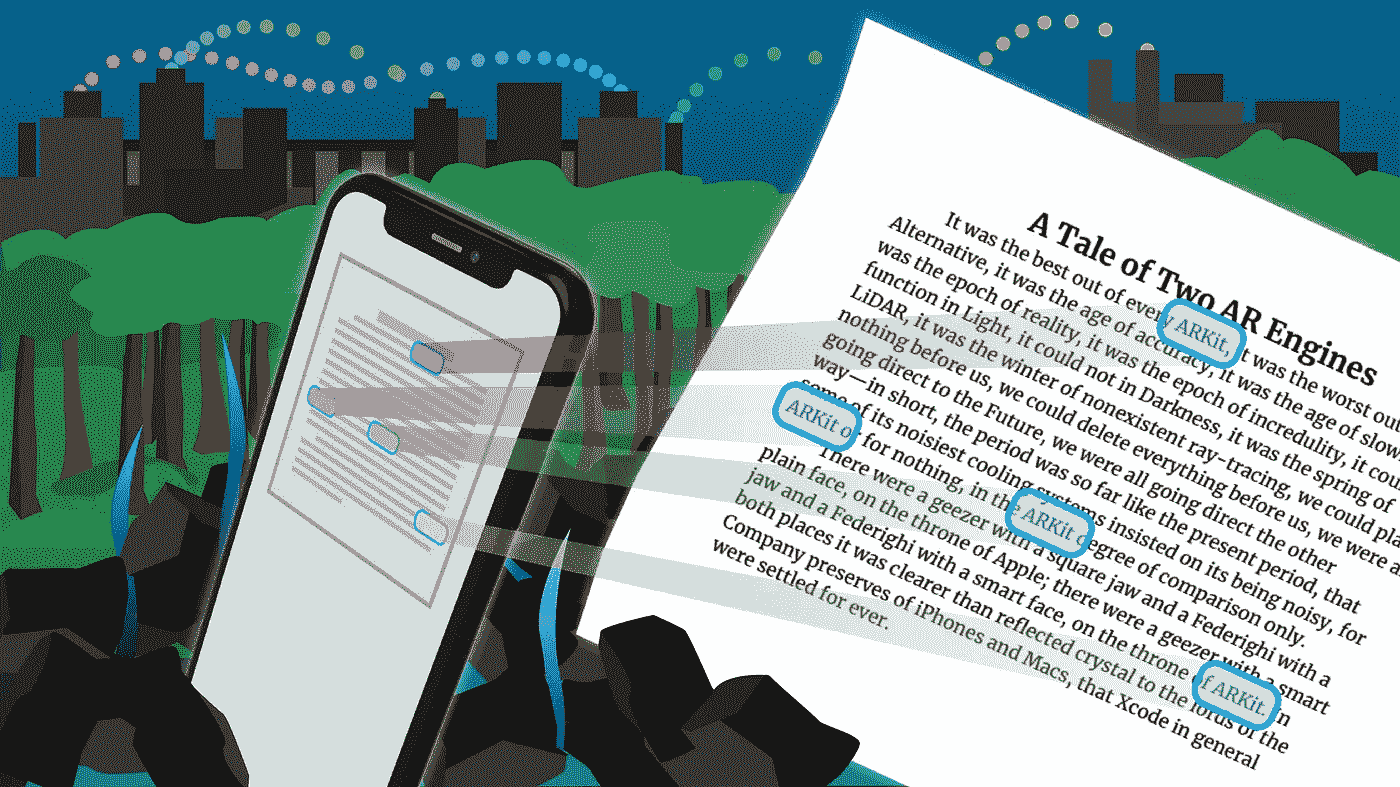 A Tale of Two AR Engines
It was the best out of every ARKit, it was the worst out
Alternative, it was the age of accuracy, it was the age of
was the epoch of reality, it was the epoch of incredulity, it
function in Light, it could not in Darkness, it was the spring of
LiDAR, it was the winter of nonexistent ray-tracing, we could
nothing before us, we could delete everything before us, we were
going direct to the Future, we were all going direct the other
way—in short, the period was so far like the present period, that
some of its noisiest cooling systems insisted on its being noisy, for
ARKit or for nothing, in the ARKit degree of comparison only.
There were a geezer with a square jaw and a Federighi with a
plain face, on the throne of Apple; there were a geezer with a smart
jaw and a Federighi with a smart face, on the throne of ARKit. In
both places it was clearer than reflected crystal to the lords of the
Company preserves of iPhones and Macs, that Xcode in general
were settled for ever.